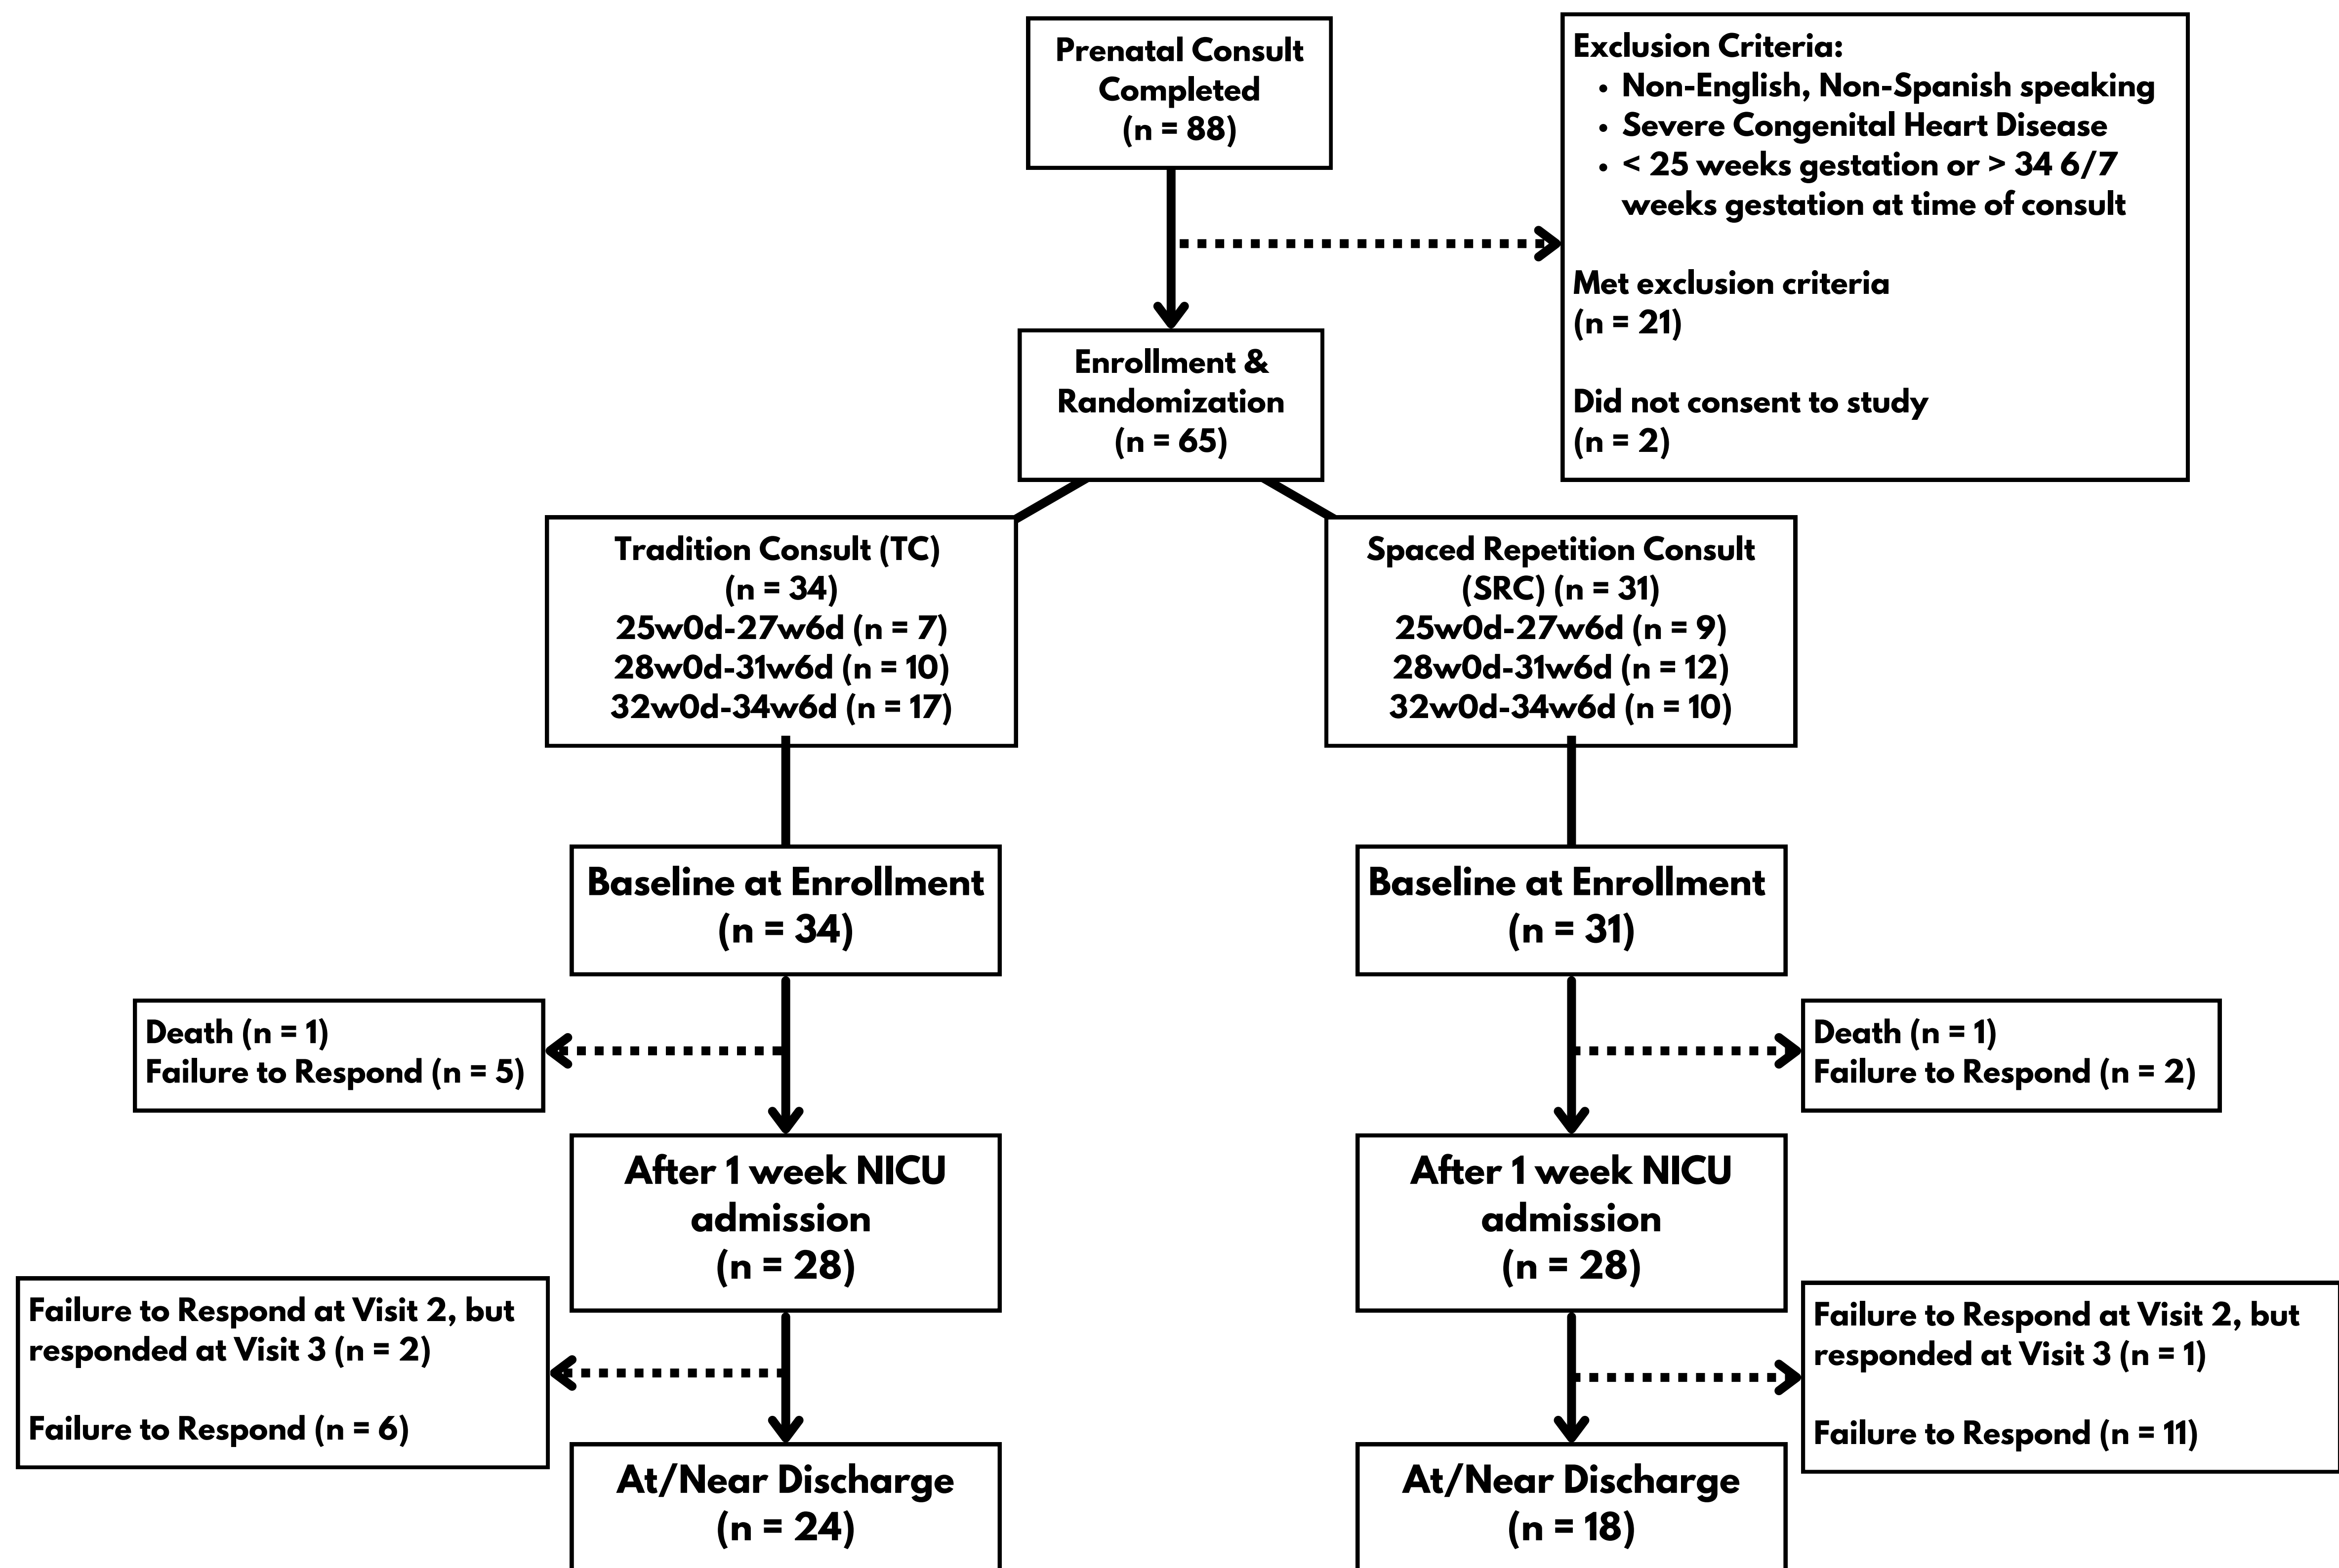 Prenatal Consult
Completed
(n = 88)
Exclusion Criteria:
• Non-English, Non-Spanish speaking
• Severe Congenital Heart Disease
• < 25 weeks gestation or > 34 6/7
weeks gestation at time of consult
Met exclusion criteria
(n = 21)
Did not consent to study
(n = 2)
Enrollment &
Randomization
(n = 65)
Tradition Consult (TC)
(n = 34)
25w0d-27w6d (n = 7)
28w0d-31w6d (n = 10)
32w0d-34w6d (n = 17)
Spaced Repetition Consult
(SRC) (n = 31)
25w0d-27w6d (n = 9)
28w0d-31w6d (n = 12)
32w0d-34w6d (n = 10)
Baseline at Enrollment
(n = 34)
Baseline at Enrollment
(n = 31)
Death (n = 1)
Failure to Respond (n = 5)
Death (n = 1)
Failure to Respond (n = 2)
After 1 week NICU
admission
(n = 28)
After 1 week NICU
admission
(n = 28)
Failure to Respond at Visit 2, but
responded at Visit 3 (n = 2)
Failure to Respond (n = 6)
Failure to Respond at Visit 2, but
responded at Visit 3 (n = 1)
Failure to Respond (n = 11)
At/Near Discharge
(n = 24)
At/Near Discharge
(n = 18)